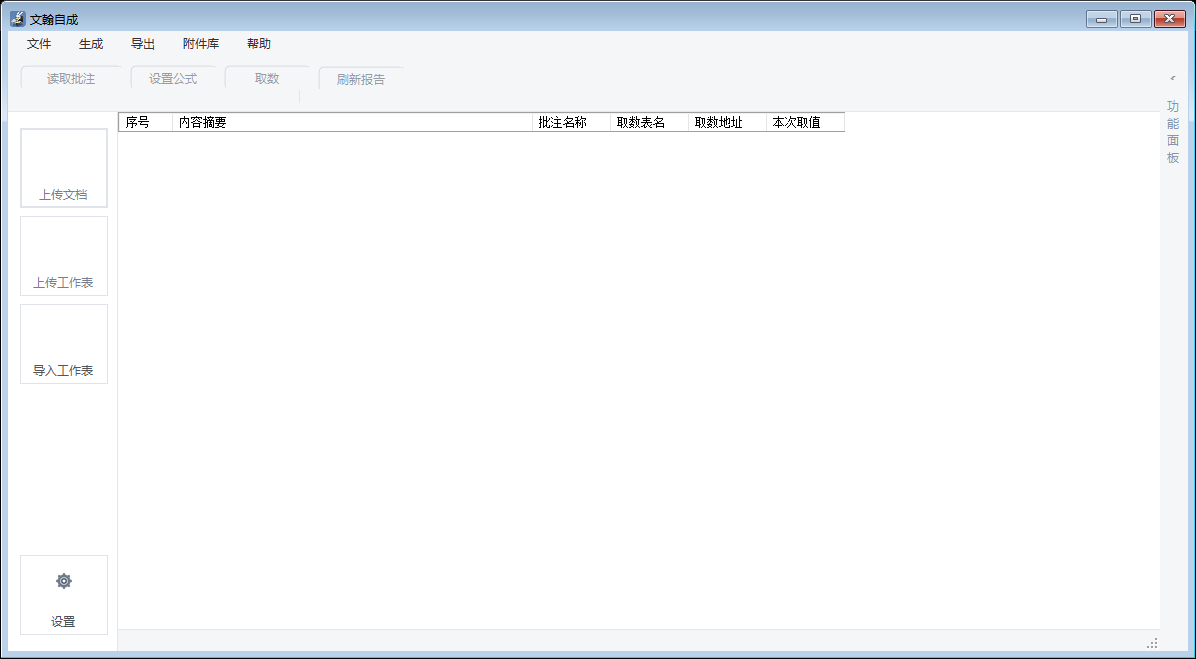 文翰自成
文件 生成 导出 附件库 帮助
读取批注 设置公式 取数 刷新报告
功能面板
序号 内容摘要 批注名称 取数表名 取数地址 本次取值
上传文档
上传工作表
导入工作表
设置